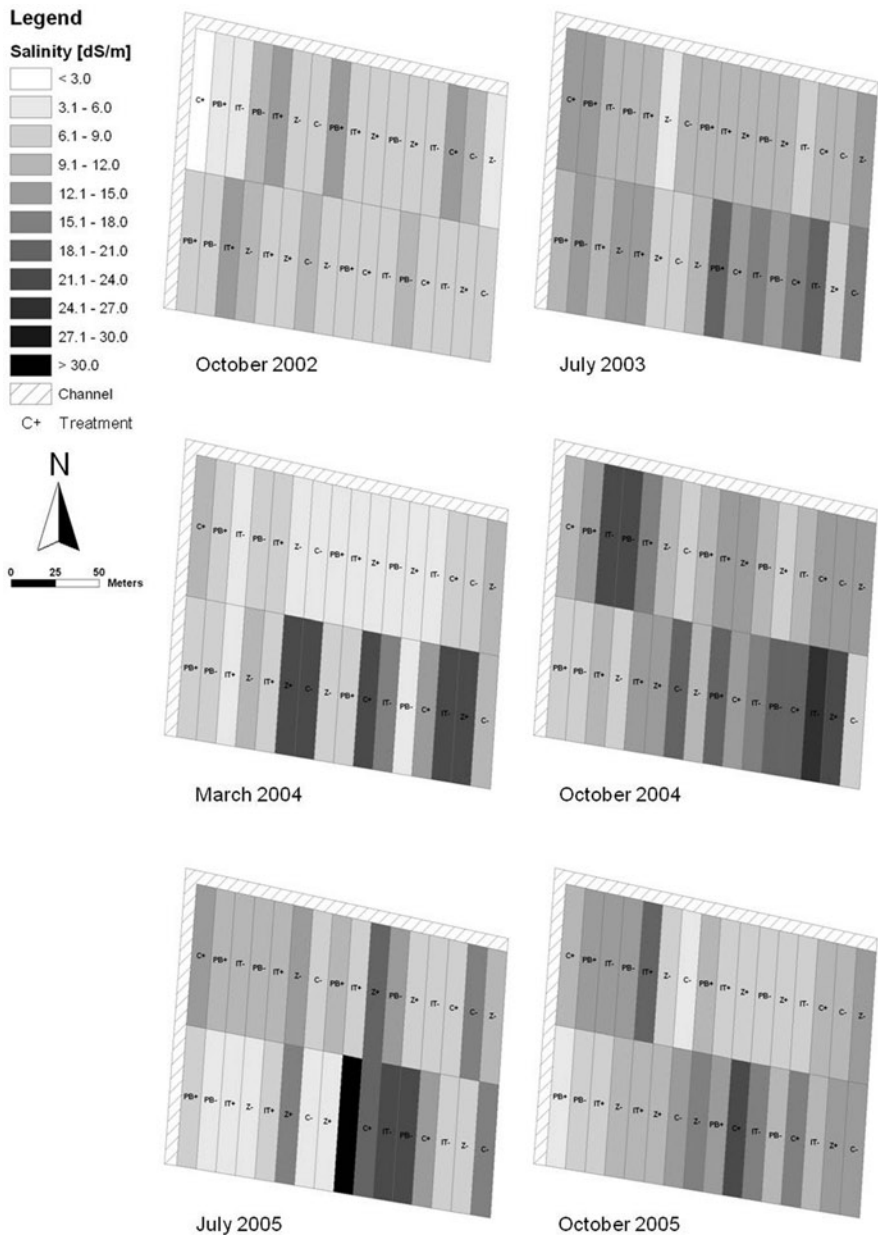 Legend
Salinity [dS/m]
< 3.0
3.1 - 6.0
6.1 - 9.0
9.1 - 12.0
12.1 - 15.0
15.1 - 18.0
18.1 - 21.0
21.1 - 24.0
24.1 - 27.0
27.1 - 30.0
> 30.0
Channel
C+ Treatment
N
0 25 50 Meters
C+ PB+ IT- PB- IT+ Z- C- PB+ IT+ Z+ PB- Z+ IT- C+ C- Z-
PB+ PB- IT+ Z- IT+ Z+ C- Z- PB+ C+ IT- PB- C+ IT- Z+ C-
October 2002
C+ PB+ IT- PB- IT+ Z- C- PB+ IT+ Z+ PB- Z+ IT- C+ C- Z-
PB+ PB- IT+ Z- IT+ Z+ C- Z- PB+ C+ IT- PB- C+ IT- Z+ C-
July 2003
C+ PB+ IT- PB- IT+ Z- C- PB+ IT+ Z+ PB- Z+ IT- C+ C- Z-
PB+ PB- IT+ Z- IT+ Z+ C- Z- PB+ C+ IT- PB- C+ IT- Z+ C-
March 2004
C+ PB+ IT- PB- IT+ Z- C- PB+ IT+ Z+ PB- Z+ IT- C+ C- Z-
PB+ PB- IT+ Z- IT+ Z+ C- Z- PB+ C+ IT- PB- C+ IT- Z+ C-
October 2004
C+ PB+ IT- PB- IT+ Z- C- PB+ IT+ Z+ PB- Z+ IT- C+ C- Z-
PB+ PB- IT+ Z- IT+ Z+ C- C+ IT- PB- C+ IT- C-
July 2005
C+ PB+ IT- PB- IT+ Z- C- PB+ IT+ Z+ PB- Z+ IT- C+ C- Z-
PB+ PB- IT+ Z- IT+ Z+ C- Z- PB+ C+ IT- PB- C+ IT- Z+ C-
October 2005